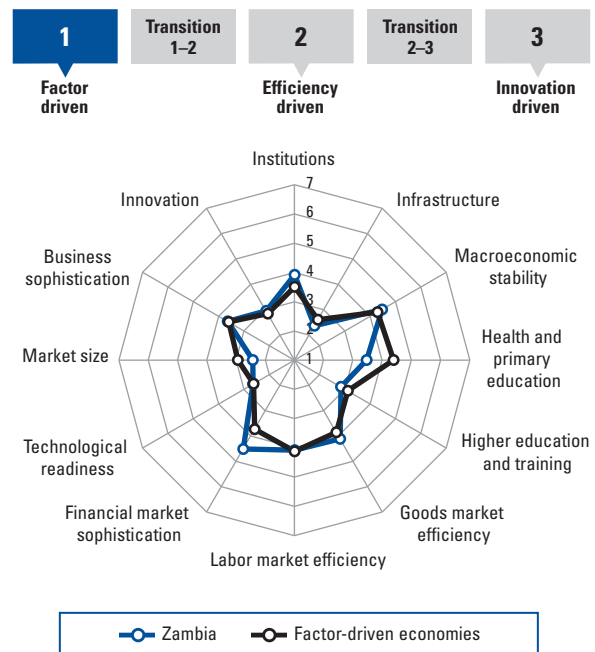 1
Transition
1–2
2
Transition
2–3
3
Factor
driven
Efficiency
driven
Innovation
driven
Institutions
Innovation
Infrastructure
Business
sophistication
Macroeconomic
stability
Market size
Health and
primary
education
Technological
readiness
Higher education
and training
Financial market
sophistication
Goods market
efficiency
Labor market efficiency
7
6
5
4
3
2
1
Zambia
Factor-driven economies